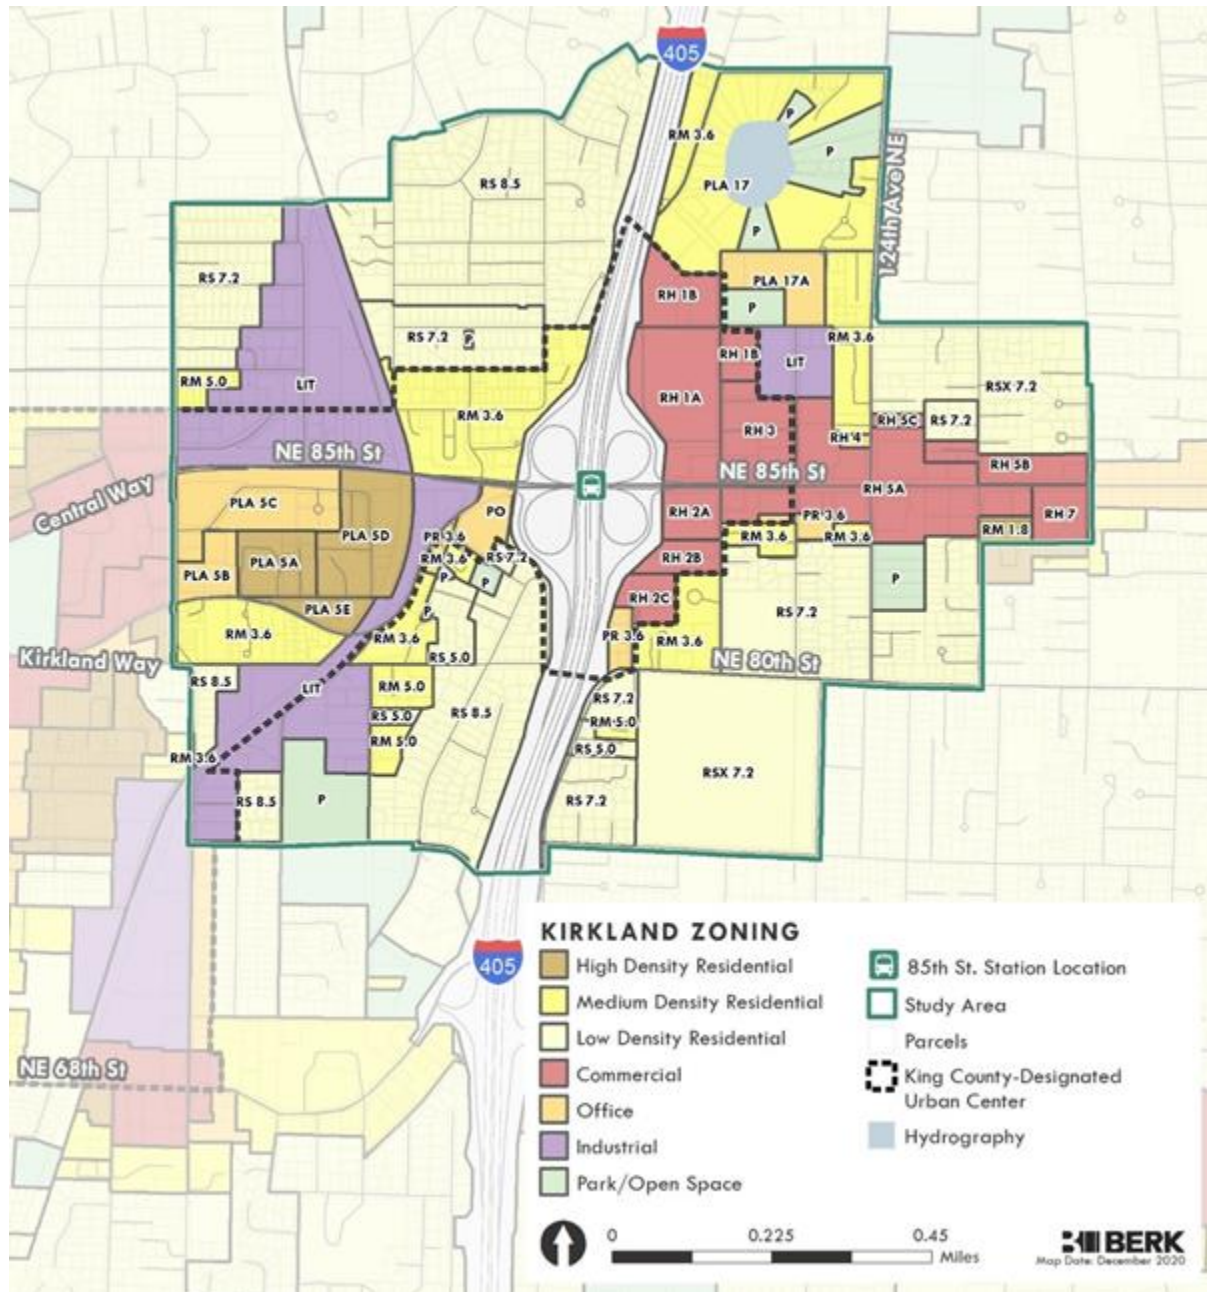 405
RM 3.6
P
P
124th Ave NE
RS 8.5
PLA 17
P
RS 7.2
PLA 17A
RH 1B
P
RS 7.2
P
RM 3.6
RH 1B
LIT
RM 5.0
LIT
RSX 7.2
RH 1A
RM 3.6
RH 5C
RS 7.2
RH 3
RH 4
NE 85th St
NE 85th St
RH 5B
Central Way
RH 5A
PLA 5C
PO
RH 2A
PR 3.6
RH 7
PLA 5D
PR 3.6
RM 3.6
RM 3.6
RM 1.8
RM 3.6
RS 7.2
RH 2B
PLA 5A
PLA 5B
P
P
P
RH 2C
PLA 5E
P
RS 7.2
RM 3.6
RM 3.6
PR 3.6
RM 3.6
Kirkland Way
RS 5.0
NE 80th St
RS 8.5
LIT
RM 5.0
RS 7.2
RS 5.0
RS 8.5
RM 5.0
RM 5.0
RS 5.0
RM 3.6
RSX 7.2
RS 8.5
P
RS 7.2
405
NE 68th St
KIRKLAND ZONING
High Density Residential
Medium Density Residential
Low Density Residential
Commercial
Office
Industrial
Park/Open Space
85th St. Station Location
Study Area
Parcels
King County-Designated
Urban Center
Hydrography
0 0.225 0.45
Miles
BERK
Map Date: December 2020